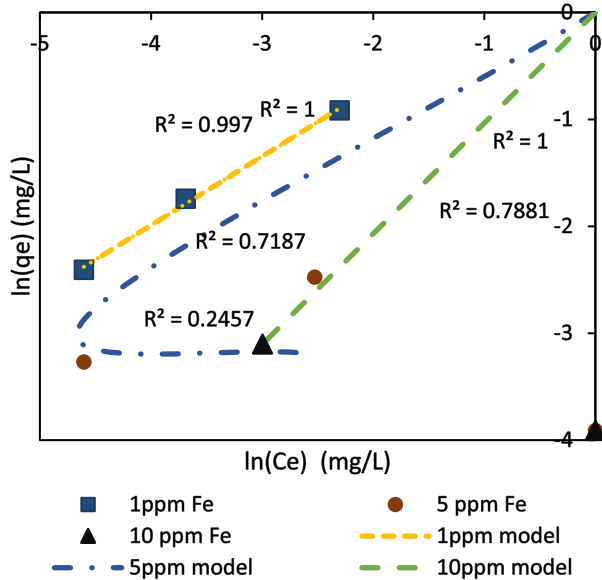 0
-5 -4 -3 -2 -1 0
R² = 0.997 R² = 1
-1
R² = 1
R² = 0.7881
-2
R² = 0.7187
R² = 0.2457
-3
-4
ln(qe) (mg/L)
ln(Ce) (mg/L)
1ppm Fe 5 ppm Fe
10 ppm Fe 1ppm model
5ppm model 10ppm model